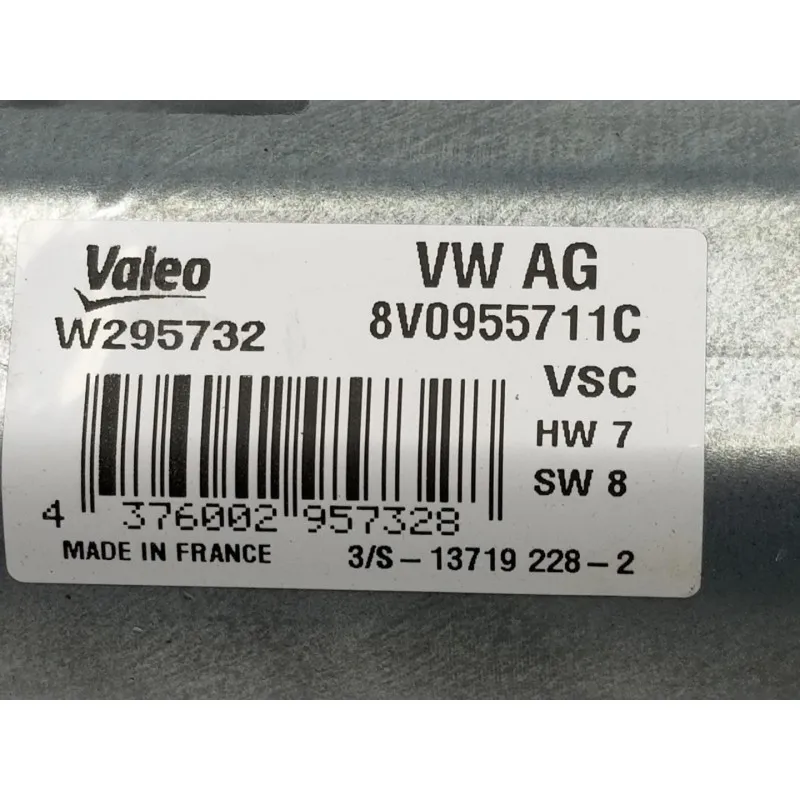 Valeo
VW AG
W295732
8V0955711C
VSC
HW 7
SW 8
4 376002 957328
MADE IN FRANCE
3/S-13719 228-2